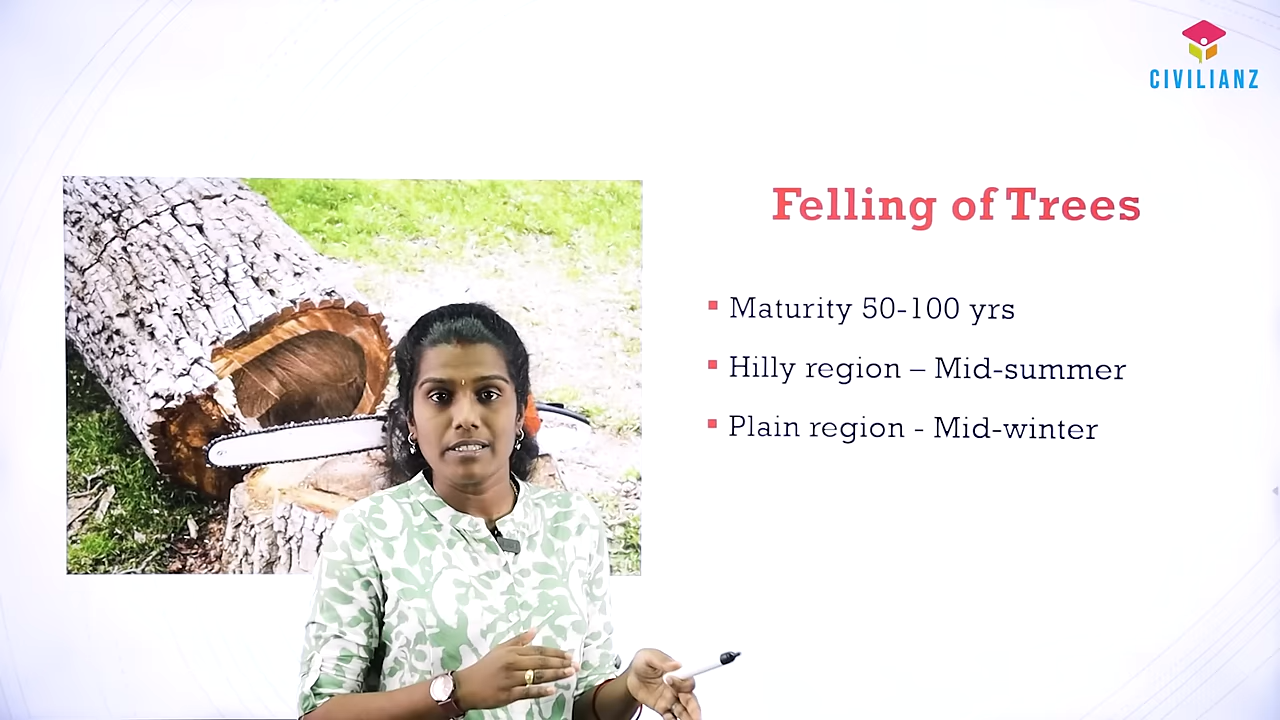 CIVILIANZ
Felling of Trees
▪ Maturity 50-100 yrs
▪ Hilly region – Mid-summer
▪ Plain region - Mid-winter